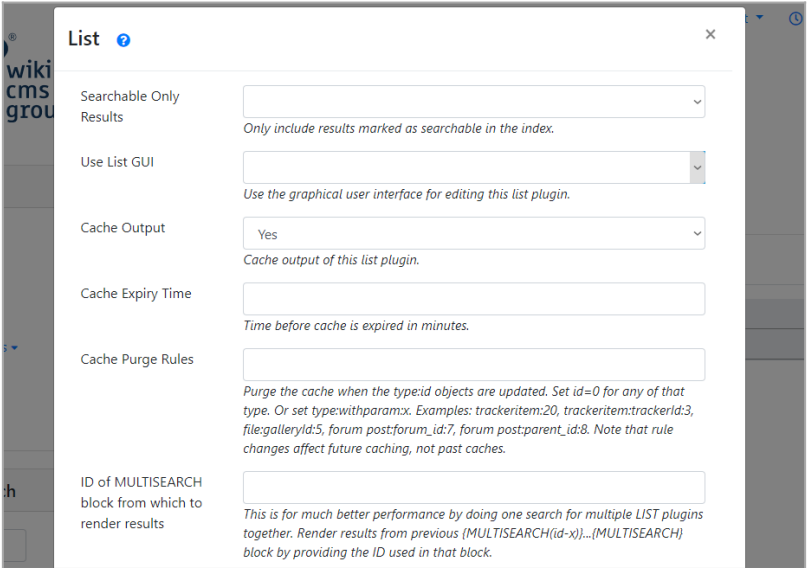 List
wiki
cms
grou
Searchable Only
Results
Only include results marked as searchable in the index.
Use List GUI
Use the graphical user interface for editing this list plugin.
Cache Output
Yes
Cache output of this list plugin.
Cache Expiry Time
Time before cache is expired in minutes.
Cache Purge Rules
Purge the cache when the type:id objects are updated. Set id=0 for any of that
type. Or set type:withparam:x. Examples: trackeritem:20, trackeritem:trackerId:3,
file:galleryId:5, forum post:forum_id:7, forum post:parent_id:8. Note that rule
changes affect future caching, not past caches.
ID of MULTISEARCH
block from which to
render results
This is for much better performance by doing one search for multiple LIST plugins
together. Render results from previous {MULTISEARCH(id-x)}...{MULTISEARCH}
block by providing the ID used in that block.